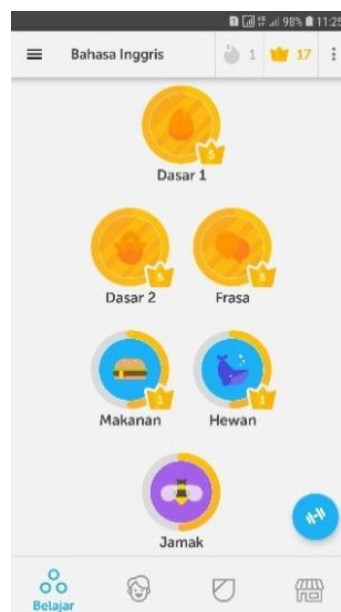 98% 11:25
Bahasa Inggris 1 17
5
Dasar 1
5 5
Dasar 2 Frasa
1 1
Makanan Hewan
Jamak
Belajar